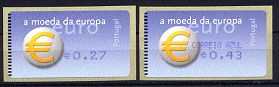 a moeda da europa
euro
Portugal
€
€0.27
a moeda da europa
euro
Portugal
CORREIO AZUL
€
€0.43